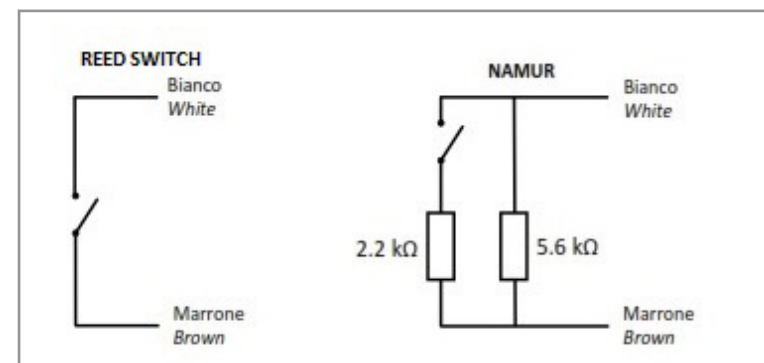 REED SWITCH
Bianco
White
Marrone
Brown
NAMUR
Bianco
White
2.2 kΩ
5.6 kΩ
Marrone
Brown